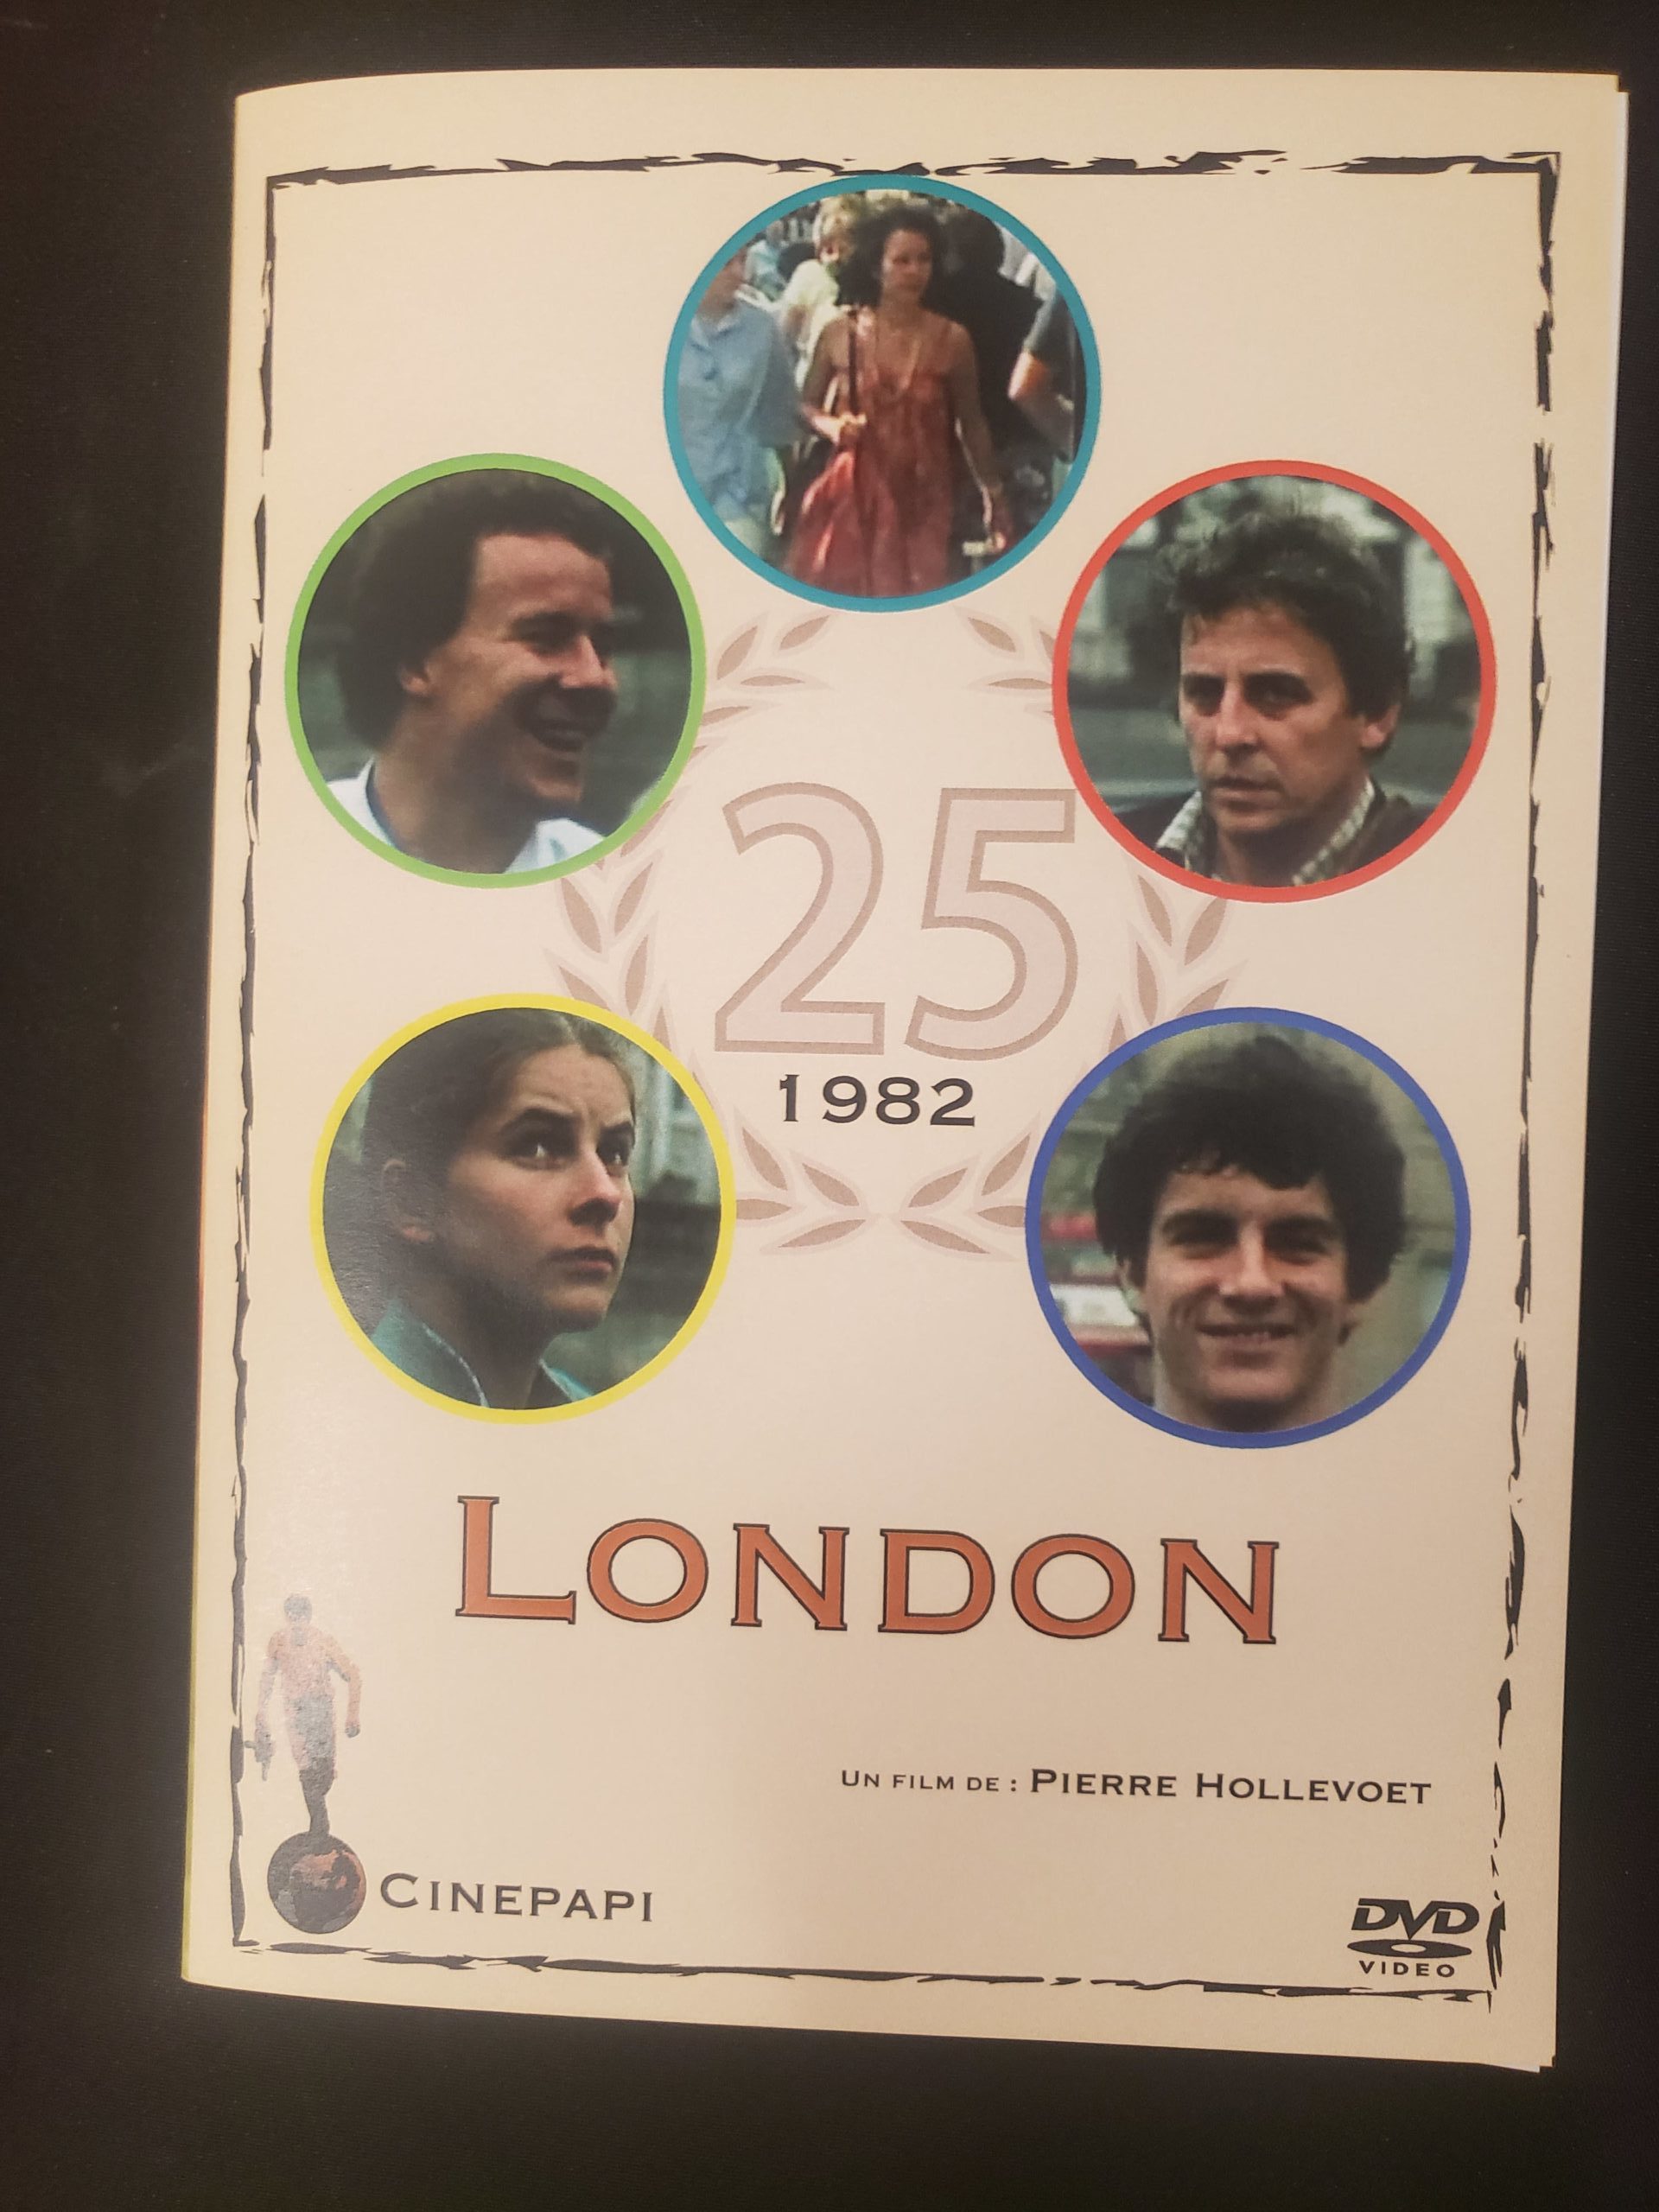 25
1982
LONDON
UN FILM DE : PIERRE HOLLEVOET
CINEPAPI
DVD
VIDEO